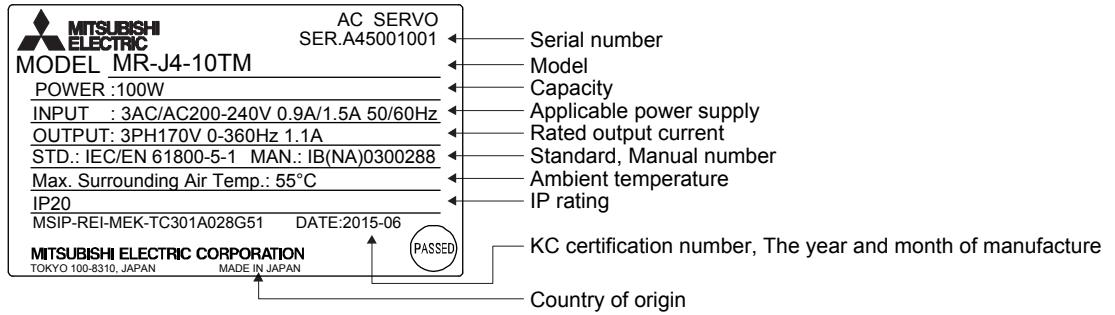 MITSUBISHI
ELECTRIC
AC SERVO
SER.A45001001
Serial number
MODEL MR-J4-10TM
Model
POWER :100W
Capacity
INPUT : 3AC/AC200-240V 0.9A/1.5A 50/60Hz
Applicable power supply
OUTPUT: 3PH170V 0-360Hz 1.1A
Rated output current
STD.: IEC/EN 61800-5-1 MAN.: IB(NA)0300288
Standard, Manual number
Max. Surrounding Air Temp.: 55°C
Ambient temperature
IP20
IP rating
MSIP-REI-MEK-TC301A028G51 DATE:2015-06
KC certification number, The year and month of manufacture
PASSED
MITSUBISHI ELECTRIC CORPORATION
TOKYO 100-8310, JAPAN MADE IN JAPAN
Country of origin